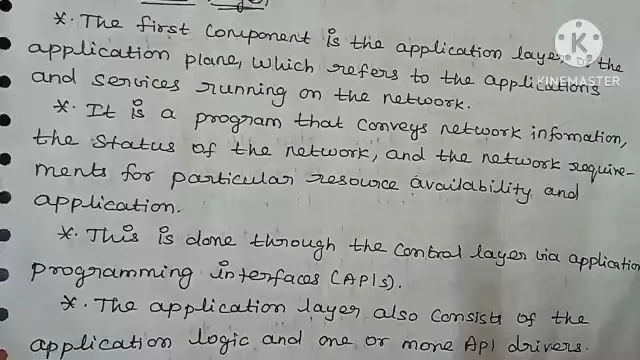 *. The first component is the application layer, or the
application plane, which refers to the applications
and services running on the network.
*. It is a program that conveys network information,
the status of the network, and the network require-
ments for particular resource availability and
application.
*. This is done through the control layer via application
programming interfaces (APIs).
*. The application layer also consists of the
application logic and one or more API drivers.
K
KINEMASTER